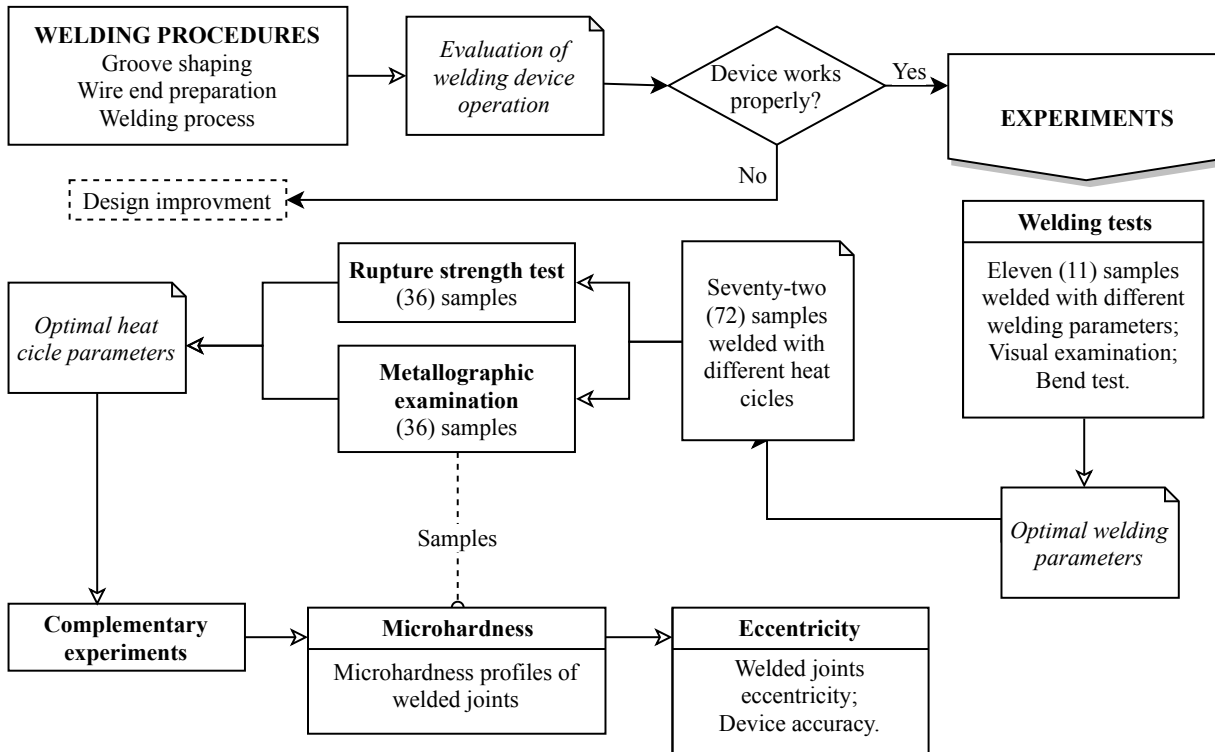 WELDING PROCEDURES
Groove shaping
Wire end preparation
Welding process
Evaluation of
welding device
operation
Device works
properly?
Yes
EXPERIMENTS
No
Design improvment
Welding tests
Eleven (11) samples
welded with different
welding parameters;
Visual examination;
Bend test.
Optimal welding
parameters
Seventy-two
(72) samples
welded with
different heat
cicles
Rupture strength test
(36) samples
Metallographic
examination
(36) samples
Optimal heat
cicle parameters
Samples
Complementary
experiments
Microhardness
Microhardness profiles of
welded joints
Eccentricity
Welded joints
eccentricity;
Device accuracy.